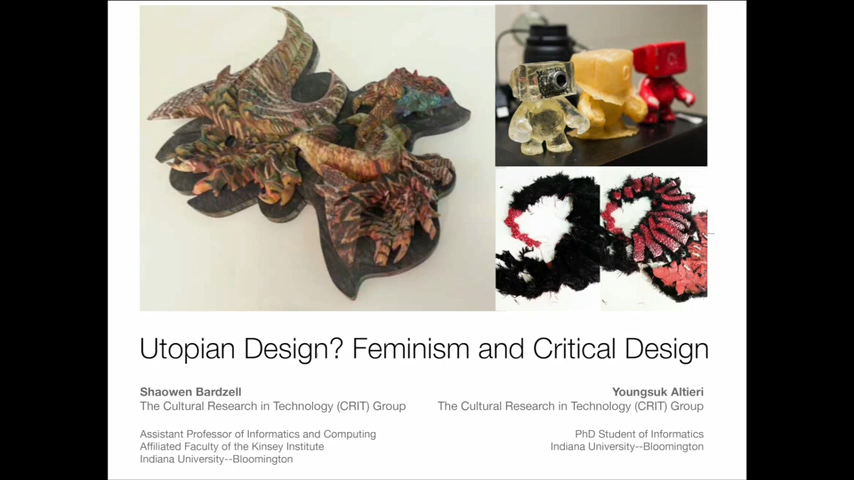 Utopian Design? Feminism and Critical Design
Shaowen Bardzell
The Cultural Research in Technology (CRIT) Group
Assistant Professor of Informatics and Computing
Affiliated Faculty of the Kinsey Institute
Indiana University--Bloomington
Youngsuk Altieri
The Cultural Research in Technology (CRIT) Group
PhD Student of Informatics
Indiana University--Bloomington